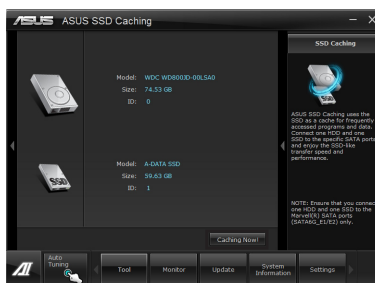 ASUS ASUS SSD Caching
SSD Caching
Model: WDC WD800JD-00LSA0
Size: 74.53 GB
ID: 0
ASUS SSD Caching uses the
SSD as a cache for frequently
accessed programs and data.
Connect one HDD and one
SSD to the specific SATA ports
and enjoy the SSD-like
transfer speed and
performance.
SSD
Model: A-DATA SSD
Size: 59.63 GB
ID: 1
NOTE: Ensure that you connect
one HDD and one SSD to the
Marvell(R) SATA ports
(SATA6G_E1/E2) only.
Caching Now!
Auto
Tuning
Tool
Monitor
Update
System
Information
Settings